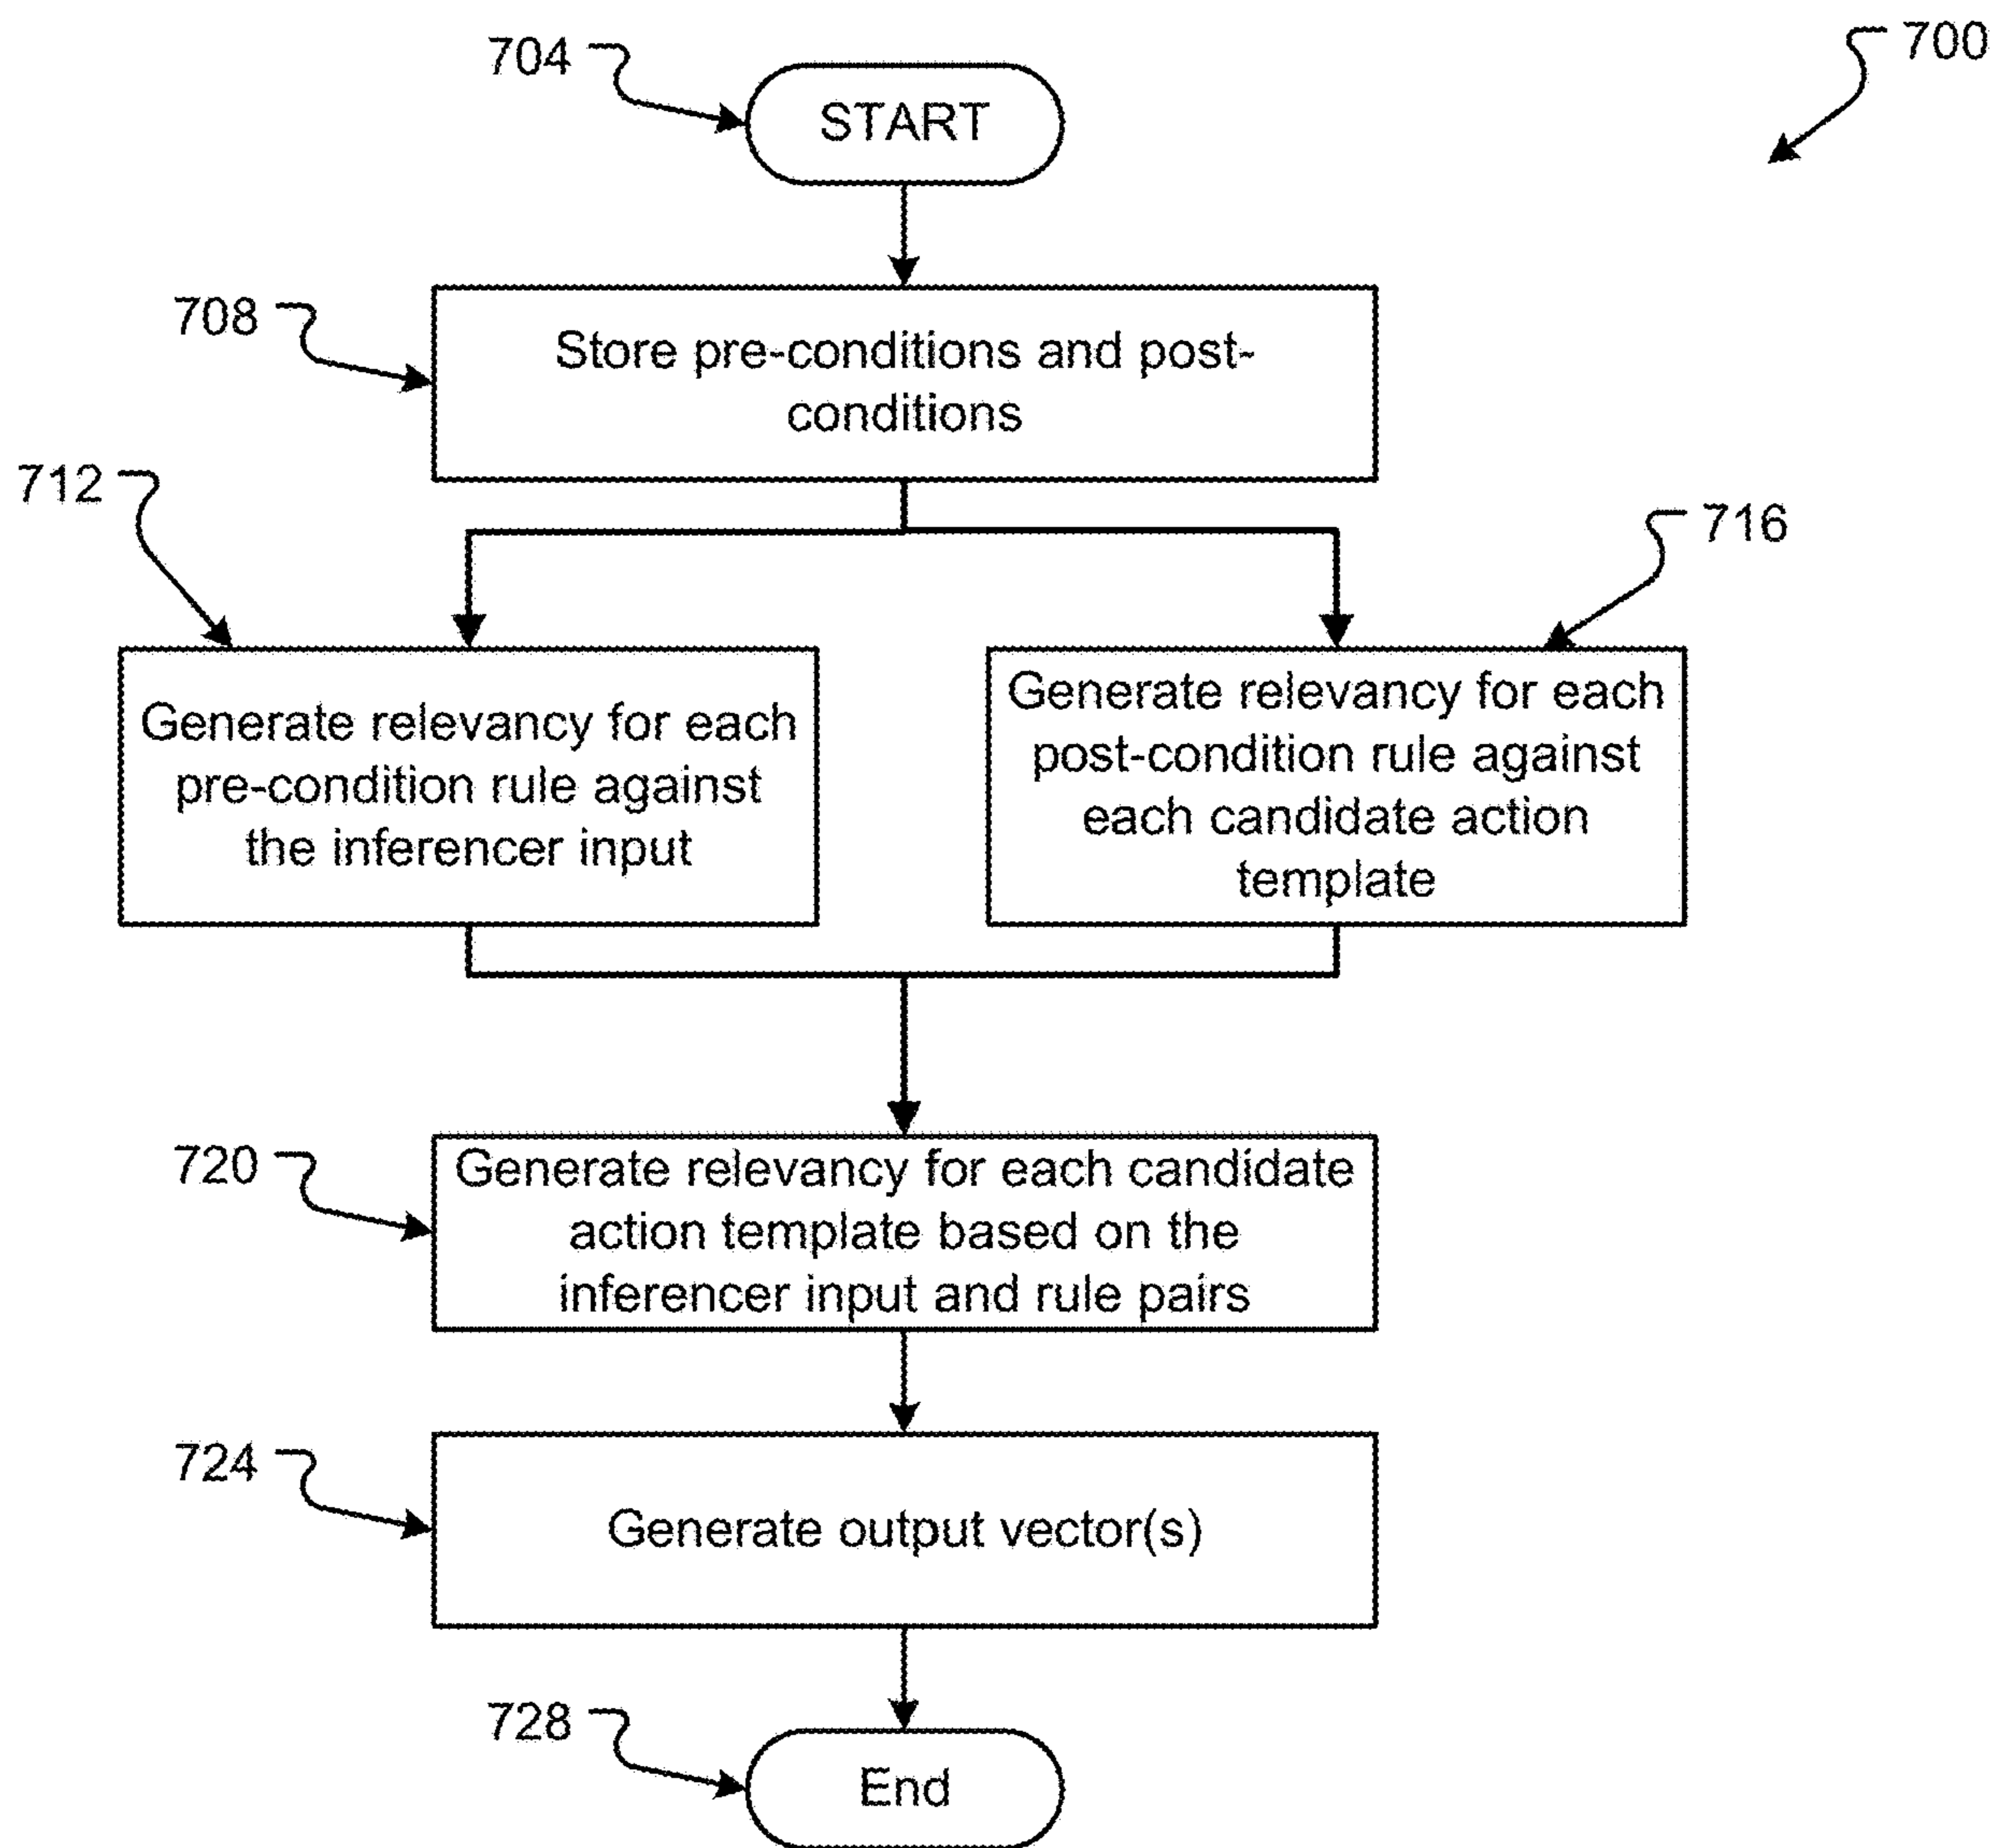 700
704
START
708
Store pre-conditions and post-
conditions
712
716
Generate relevancy for each
pre-condition rule against
the inferencer input
Generate relevancy for each
post-condition rule against
each candidate action
template
720
Generate relevancy for each candidate
action template based on the
inferencer input and rule pairs
724
Generate output vector(s)
728
End